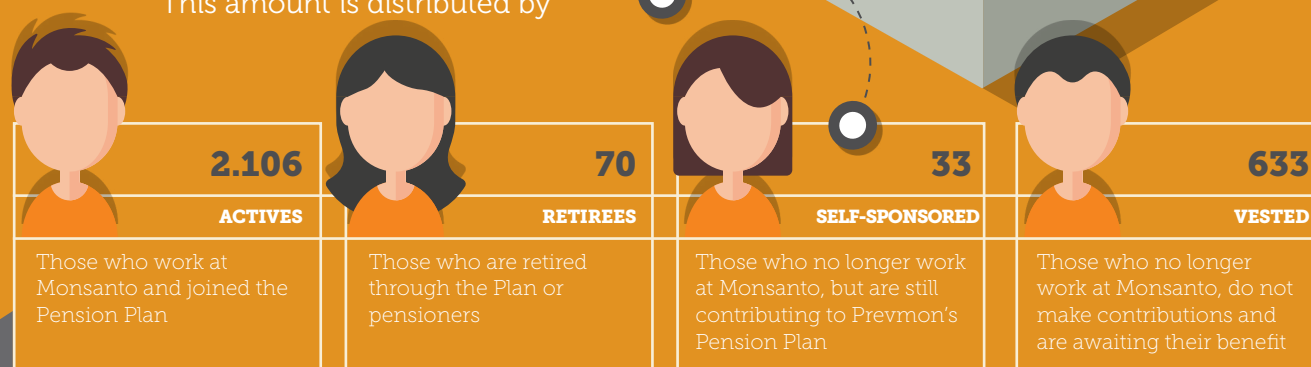 This amount is distributed by
2.106
ACTIVES
Those who work at
Monsanto and joined the
Pension Plan
70
RETIREES
Those who are retired
through the Plan or
pensioners
33
SELF-SPONSORED
Those who no longer work
at Monsanto, but are still
contributing to Prevmon's
Pension Plan
633
VESTED
Those who no longer
work at Monsanto, do not
make contributions and
are awaiting their benefit